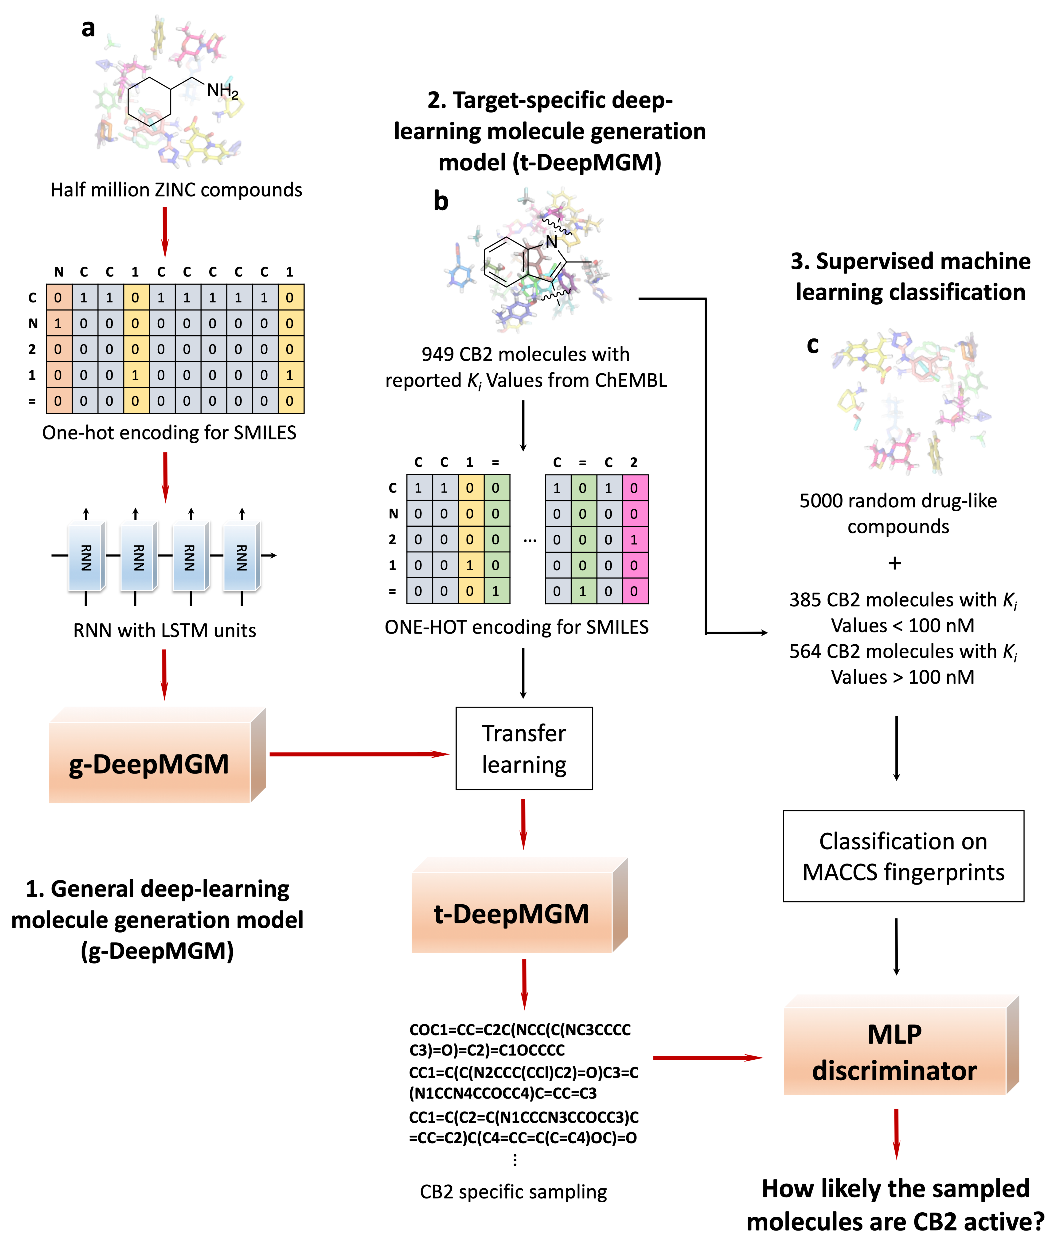 a
NH2
Half million ZINC compounds
N C C 1 C C C C C 1
C 0 1 1 0 1 1 1 1 1 0
N 1 0 0 0 0 0 0 0 0 0
2 0 0 0 0 0 0 0 0 0 0
1 0 0 0 1 0 0 0 0 0 1
= 0 0 0 0 0 0 0 0 0 0
One-hot encoding for SMILES
RNN RNN RNN RNN
RNN with LSTM units
g-DeepMGM
1. General deep-learning
molecule generation model
(g-DeepMGM)
2. Target-specific deep-
learning molecule generation
model (t-DeepMGM)
b
N
949 CB2 molecules with
reported Ki Values from ChEMBL
C C 1 = C = C 2
C 1 1 0 0 1 0 1 0
N 0 0 0 0 0 0 0 0
2 0 0 0 0 ... 0 0 0 1
1 0 0 1 0 0 0 0 0
= 0 0 0 1 0 1 0 0
ONE-HOT encoding for SMILES
Transfer
learning
t-DeepMGM
COC1=CC=C2C(NCC(C(NC3CCCC
C3)=O)=C2)=C1OCCCC
CC1=C(C(N2CCC(CCl)C2)=O)C3=C
(N1CCN4CCOCC4)C=CC=C3
CC1=C(C2=C(N1CCCN3CCOCC3)C
=CC=C2)C(C4=CC=C(C=C4)OC)=O
⋮
CB2 specific sampling
3. Supervised machine
learning classification
c
5000 random drug-like
compounds
+
385 CB2 molecules with Ki
Values < 100 nM
564 CB2 molecules with Ki
Values > 100 nM
Classification on
MACCS fingerprints
MLP
discriminator
How likely the sampled
molecules are CB2 active?